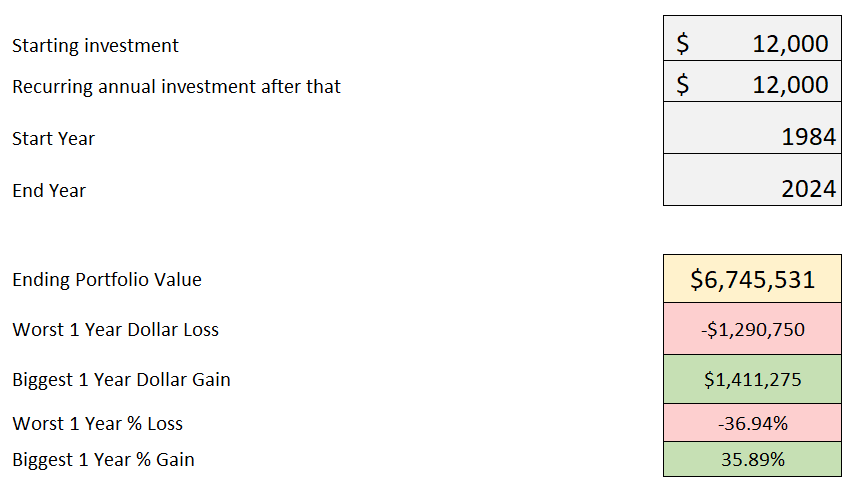 Starting investment $ 12,000
Recurring annual investment after that $ 12,000
Start Year 1984
End Year 2024
Ending Portfolio Value $6,745,531
Worst 1 Year Dollar Loss -$1,290,750
Biggest 1 Year Dollar Gain $1,411,275
Worst 1 Year % Loss -36.94%
Biggest 1 Year % Gain 35.89%